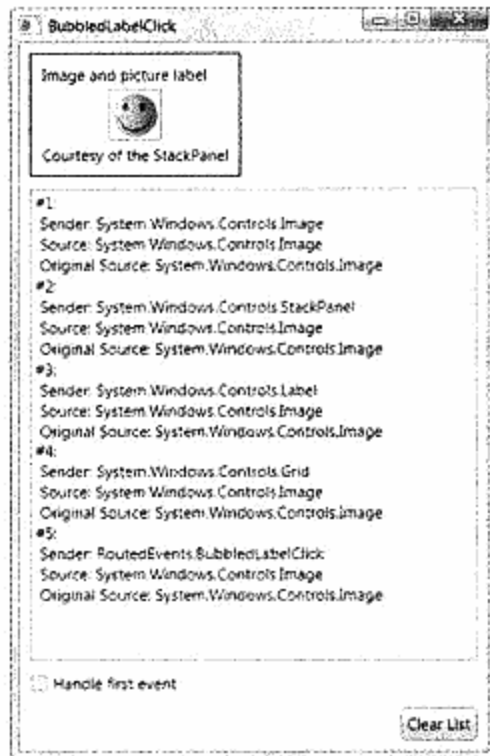 BubbledLabelClick
Image and picture label
Courtesy of the StackPanel
#1:
Sender: System.Windows.Controls.Image
Source: System.Windows.Controls.Image
Original Source: System.Windows.Controls.Image
#2:
Sender: System.Windows.Controls.StackPanel
Source: System.Windows.Controls.Image
Original Source: System.Windows.Controls.Image
#3:
Sender: System.Windows.Controls.Label
Source: System.Windows.Controls.Image
Original Source: System.Windows.Controls.Image
#4:
Sender: System.Windows.Controls.Grid
Source: System.Windows.Controls.Image
Original Source: System.Windows.Controls.Image
#5:
Sender: RoutedEvents.BubbledLabelClick
Source: System.Windows.Controls.Image
Original Source: System.Windows.Controls.Image
Handle first event
Clear List